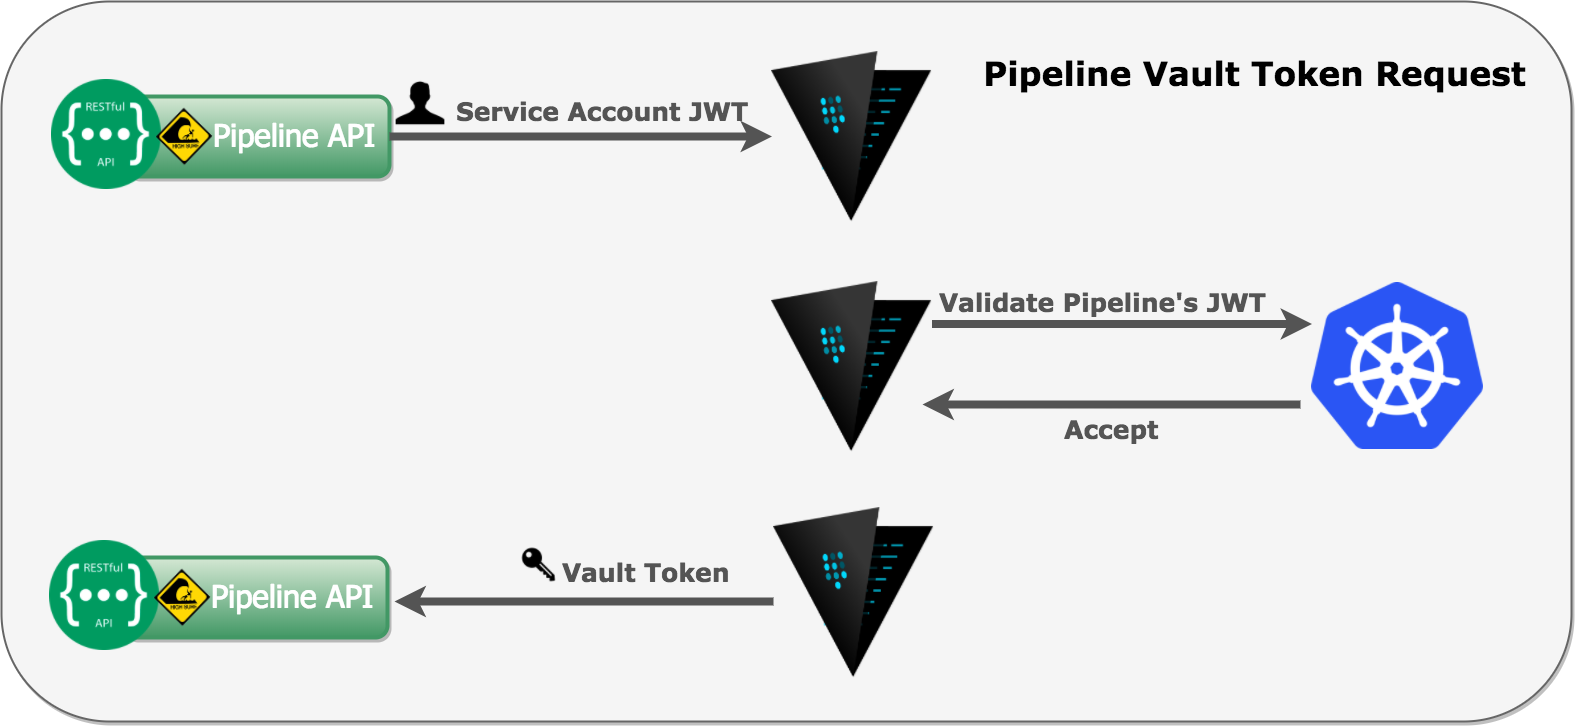 Pipeline Vault Token Request
RESTful
API
HIGH SURF
Pipeline API
Service Account JWT
Validate Pipeline's JWT
Accept
RESTful
API
HIGH SURF
Pipeline API
Vault Token